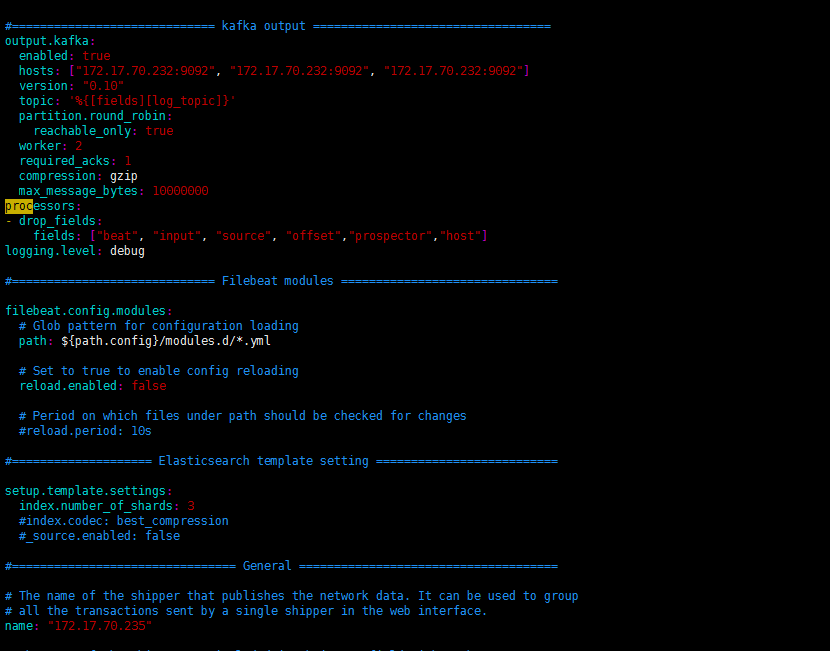 #============================= kafka output ==================================
output.kafka:
  enabled: true
  hosts: ["172.17.70.232:9092", "172.17.70.232:9092", "172.17.70.232:9092"]
  version: "0.10"
  topic: '%{[fields][log_topic]}'
  partition.round_robin:
    reachable_only: true
  worker: 2
  required_acks: 1
  compression: gzip
  max_message_bytes: 10000000
processors:
- drop_fields:
    fields: ["beat", "input", "source", "offset","prospector","host"]
logging.level: debug
#============================= Filebeat modules ===============================
filebeat.config.modules:
  # Glob pattern for configuration loading
  path: ${path.config}/modules.d/*.yml
  # Set to true to enable config reloading
  reload.enabled: false
  # Period on which files under path should be checked for changes
  #reload.period: 10s
#==================== Elasticsearch template setting ==========================
setup.template.settings:
  index.number_of_shards: 3
  #index.codec: best_compression
  #_source.enabled: false
#================================ General =====================================
# The name of the shipper that publishes the network data. It can be used to group
# all the transactions sent by a single shipper in the web interface.
name: "172.17.70.235"